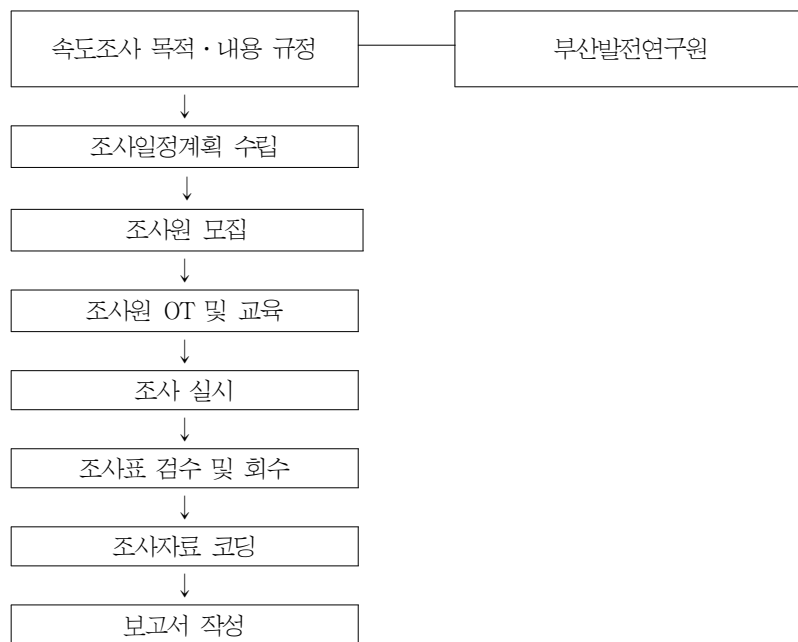 속도조사 목적·내용 규정
부산발전연구원
↓
조사일정계획 수립
↓
조사원 모집
↓
조사원 OT 및 교육
↓
조사 실시
↓
조사표 검수 및 회수
↓
조사자료 코딩
↓
보고서 작성